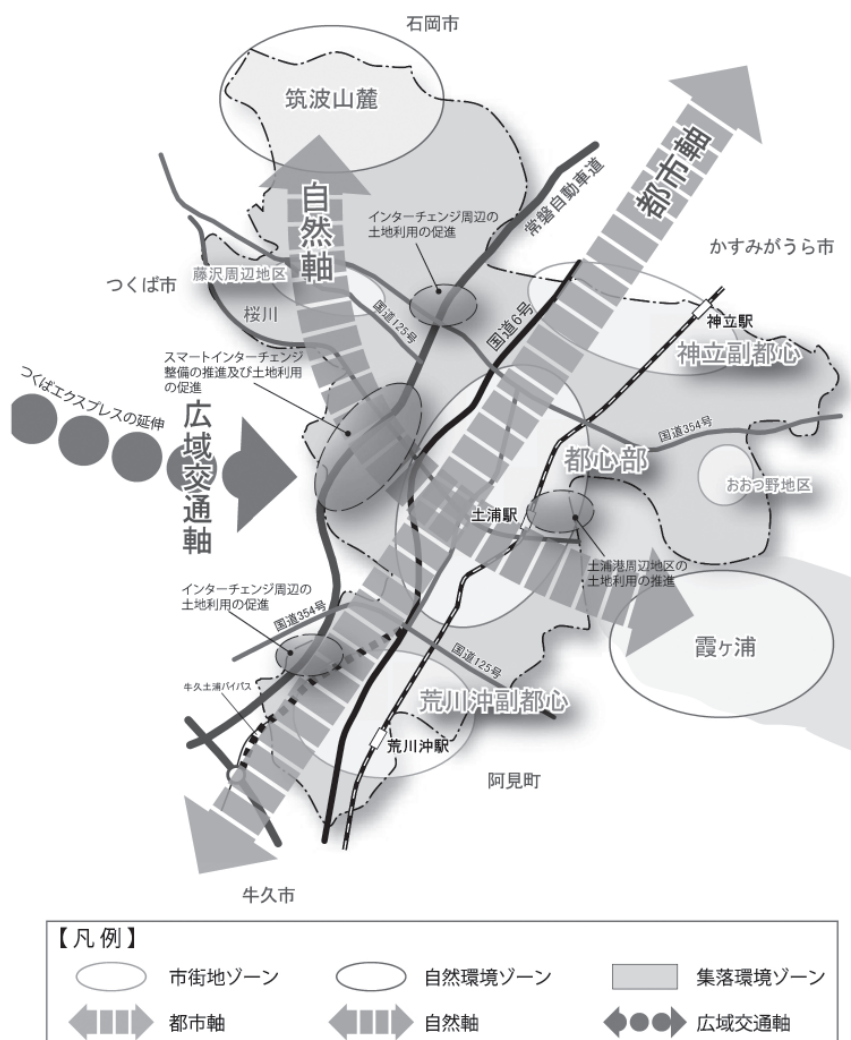 石岡市
筑波山麓
都市軸
自然軸
常磐自動車道
インターチェンジ周辺の
土地利用の促進
かすみがうら市
つくば市
藤沢周辺地区
桜川
国道125号
国道6号
神立駅
神立副都心
スマートインターチェンジ
整備の推進及び土地利用
の促進
つくばエクスプレスの延伸
広域交通軸
国道354号
都心部
おおつ野地区
土浦駅
土浦港周辺地区の
土地利用の推進
インターチェンジ周辺の
土地利用の促進
国道354号
霞ヶ浦
国道125号
牛久土浦バイパス
荒川沖副都心
荒川沖駅
阿見町
牛久市
【凡例】
市街地ゾーン
自然環境ゾーン
集落環境ゾーン
都市軸
自然軸
広域交通軸